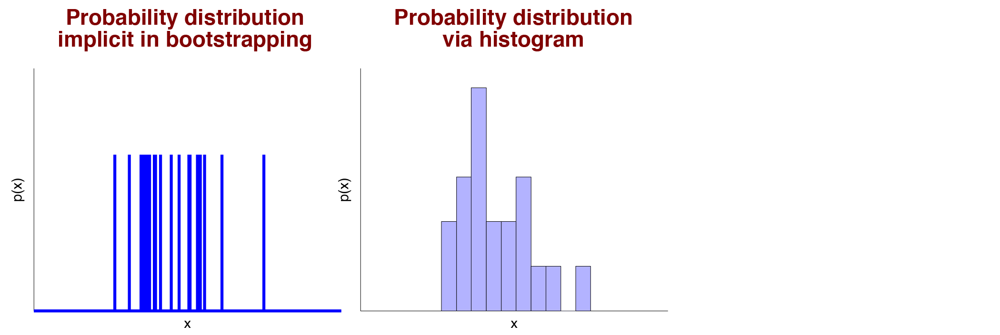 Probability distribution
implicit in bootstrapping
p(x)
x
Probability distribution
via histogram
p(x)
x